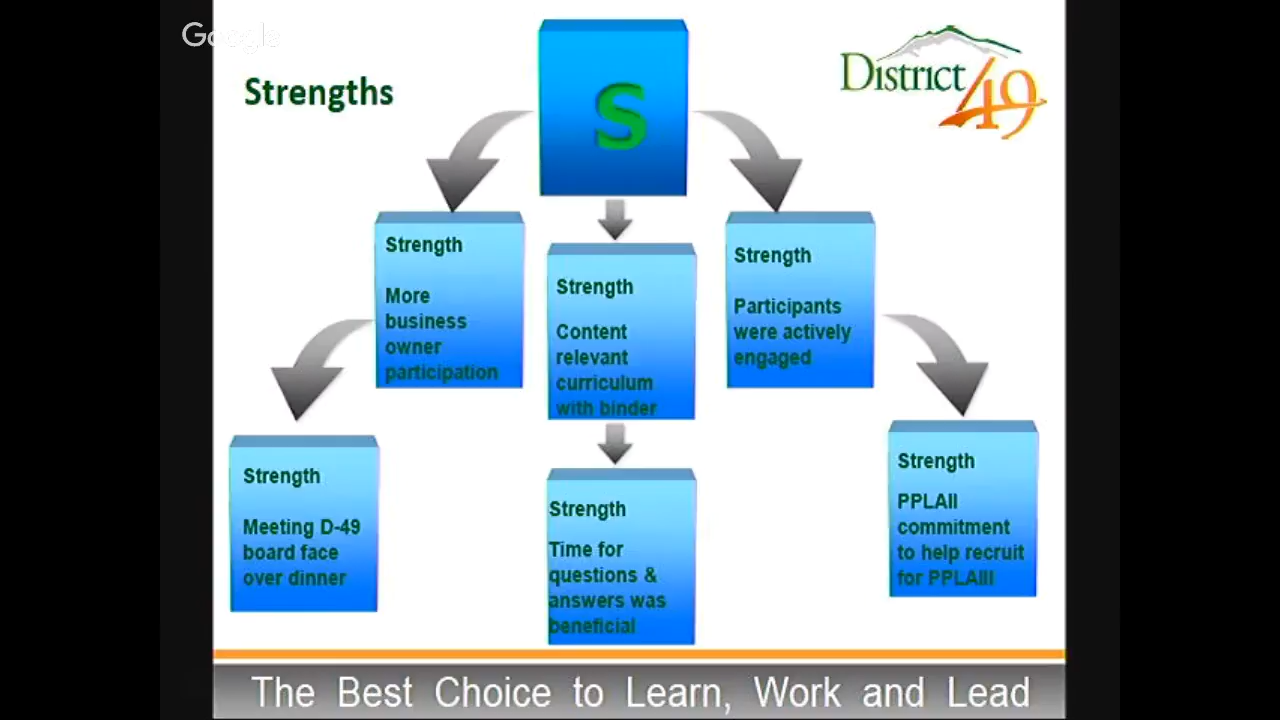 Google
Strengths
S
District
49
Strength
More
business
owner
participation
Strength
Content
relevant
curriculum
with binder
Strength
Participants
were actively
engaged
Strength
Meeting D-49
board face
over dinner
Strength
Time for
questions &
answers was
beneficial
Strength
PPLAII
commitment
to help recruit
for PPLAIII
The Best Choice to Learn, Work and Lead